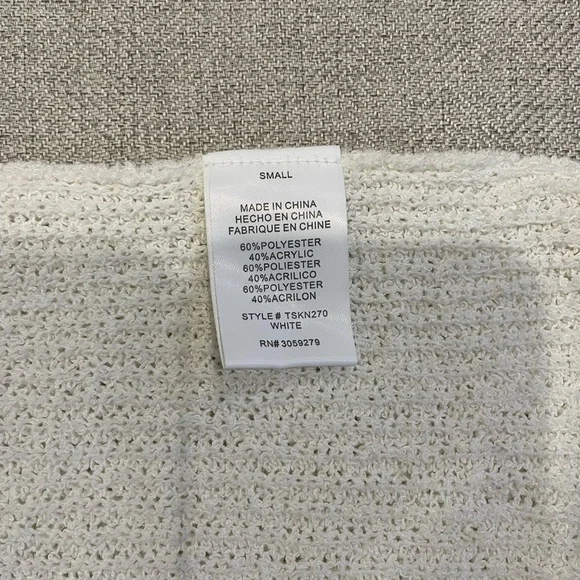 SMALL
MADE IN CHINA
HECHO EN CHINA
FABRIQUE EN CHINE
60%POLYESTER
40%ACRYLIC
60%POLIESTER
40%ACRILICO
60%POLYESTER
40%ACRILON
STYLE# TSKN270
WHITE
RN#3059279